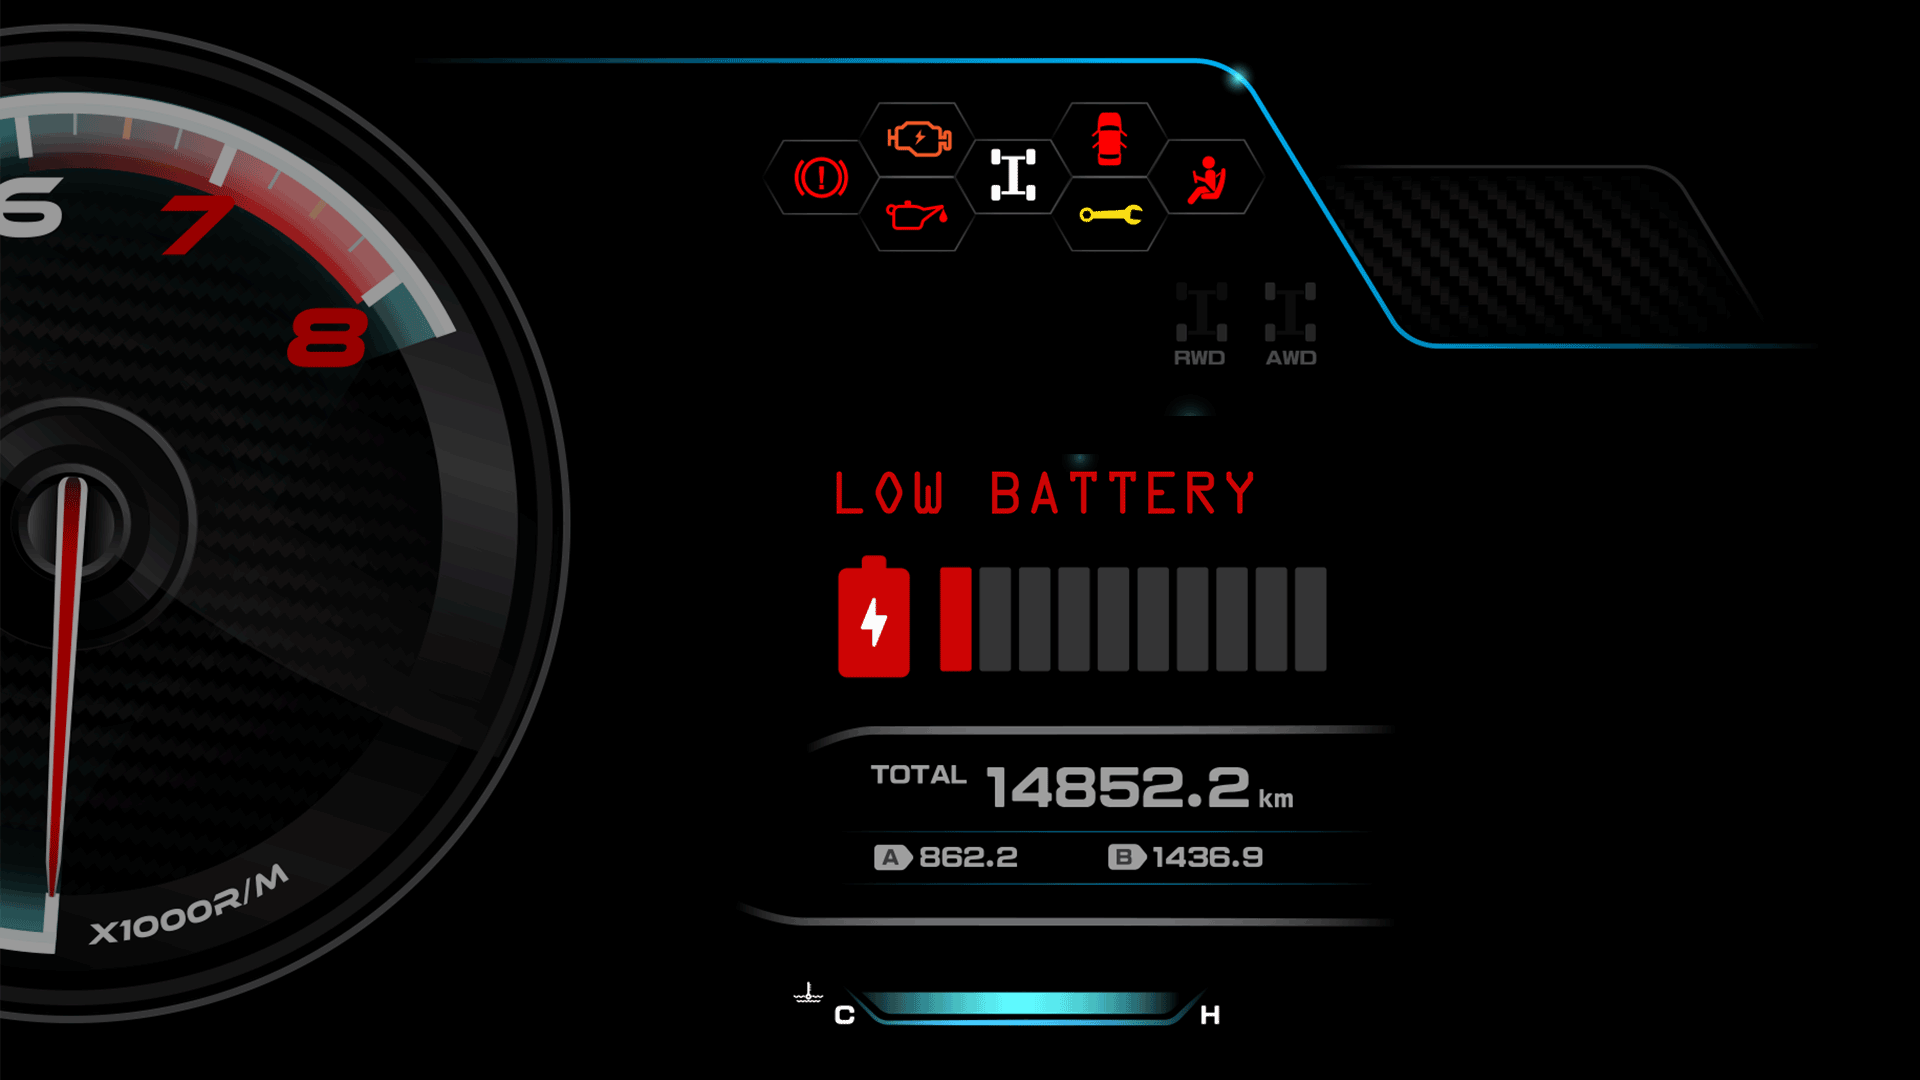 6
7
8
RWD AWD
LOW BATTERY
TOTAL 14852.2 km
A 862.2 B 1436.9
X1000R/M
C H